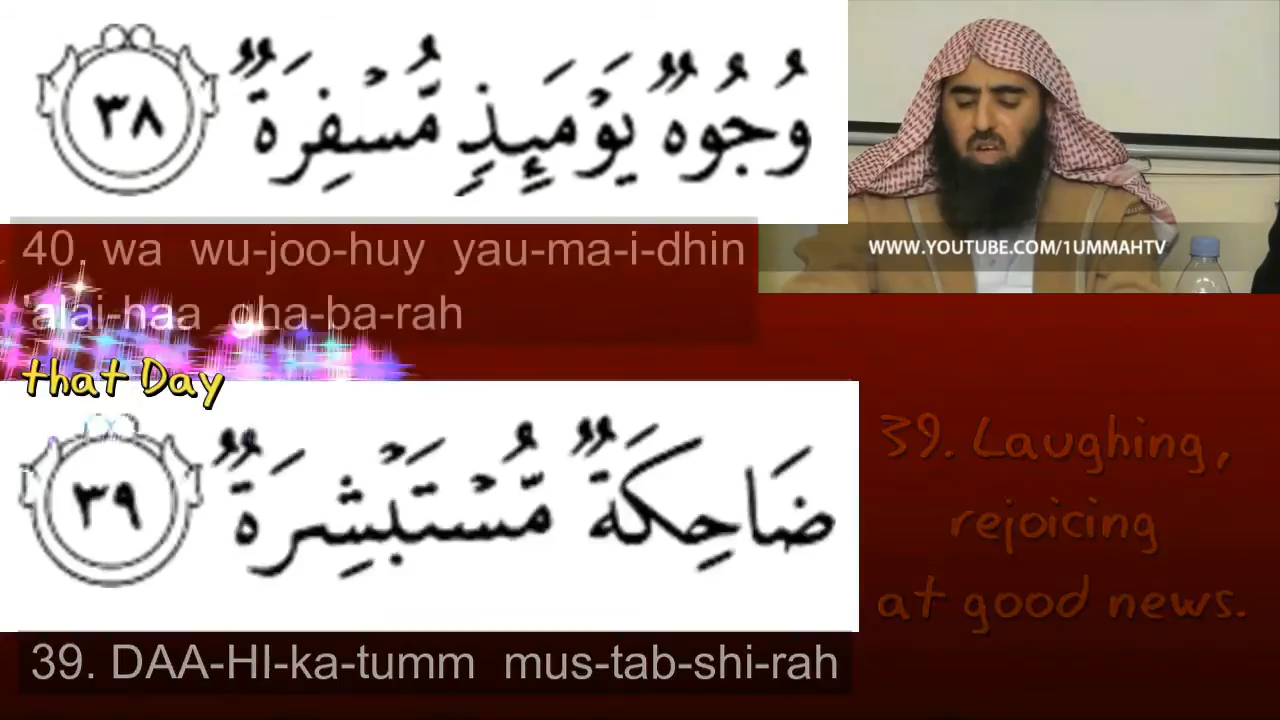 وُجُوهٌ يَوْمَئِذٍ مُّسْفِرَةٌ ٣٨
WWW.YOUTUBE.COM/1UMMAHTV
40. wa wu-joo-huy yau-ma-i-dhin
'alai-haa gha-ba-rah
that Day
ضَاحِكَةٌ مُّسْتَبْشِرَةٌ ٣٩
39. Laughing,
rejoicing
at good news.
39. DAA-HI-ka-tumm mus-tab-shi-rah